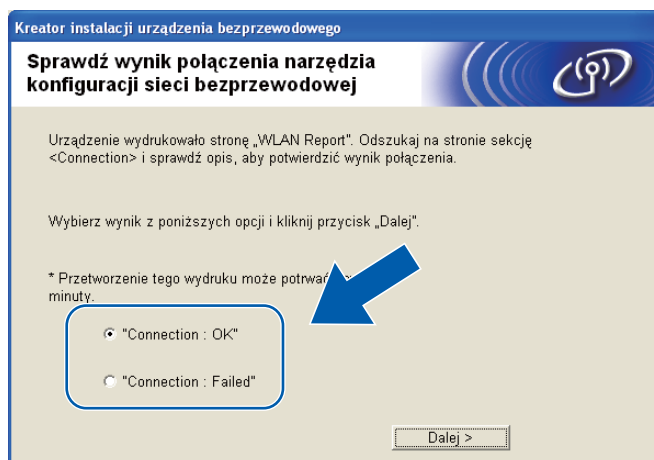 Kreator instalacji urządzenia bezprzewodowego
Sprawdź wynik połączenia narzędzia
konfiguracji sieci bezprzewodowej
Urządzenie wydrukowało stronę „WLAN Report". Odszukaj na stronie sekcję
<Connection> i sprawdź opis, aby potwierdzić wynik połączenia.
Wybierz wynik z poniższych opcji i kliknij przycisk „Dalej".
* Przetworzenie tego wydruku może potrwać
minuty.
"Connection : OK"
"Connection : Failed"
Dalej >